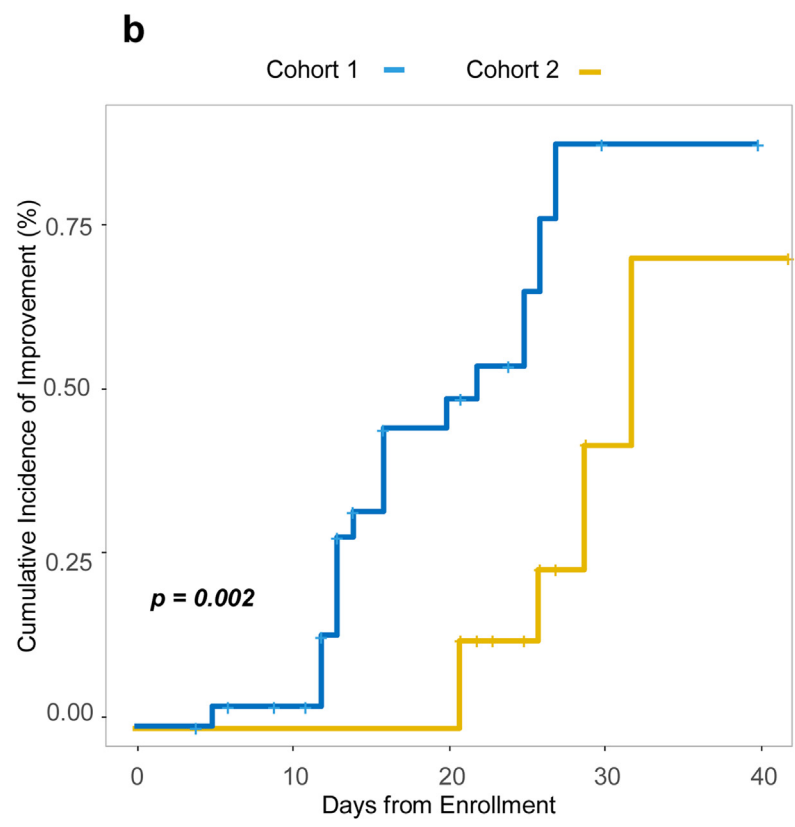 b
Cohort 1 Cohort 2
Cumulative Incidence of Improvement (%)
0.75
0.50
0.25
0.00
p = 0.002
0 10 20 30 40
Days from Enrollment